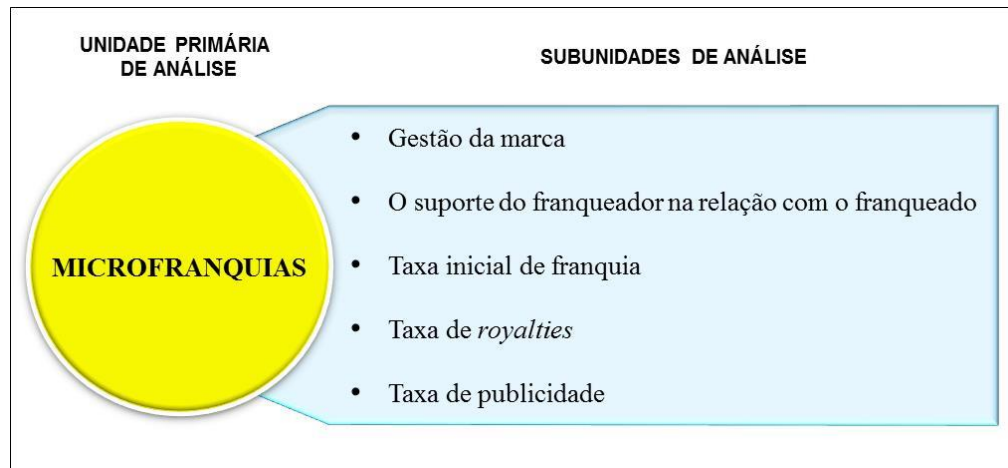 UNIDADE PRIMÁRIA
DE ANÁLISE
SUBUNIDADES DE ANÁLISE
MICROFRANQUIAS
• Gestão da marca
• O suporte do franqueador na relação com o franqueado
• Taxa inicial de franquia
• Taxa de royalties
• Taxa de publicidade